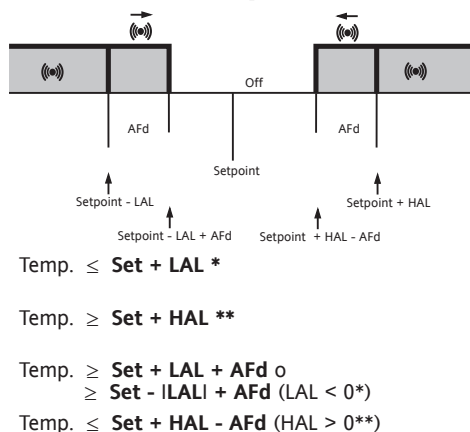 Off
AFd
AFd
Setpoint
Setpoint - LAL
Setpoint + HAL
Setpoint - LAL + AFd
Setpoint + HAL - AFd
Temp. ≤ Set + LAL *
Temp. ≥ Set + HAL **
Temp. ≥ Set + LAL + AFd o
≥ Set - ILALI + AFd (LAL < 0*)
Temp. ≤ Set + HAL - AFd (HAL > 0**)